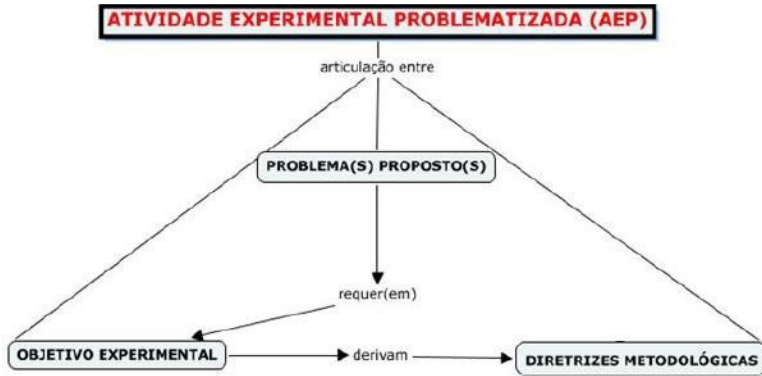 ATIVIDADE EXPERIMENTAL PROBLEMATIZADA (AEP)
articulação entre
PROBLEMA(S) PROPOSTO(S)
requer(em)
OBJETIVO EXPERIMENTAL
derivam
DIRETRIZES METODOLÓGICAS